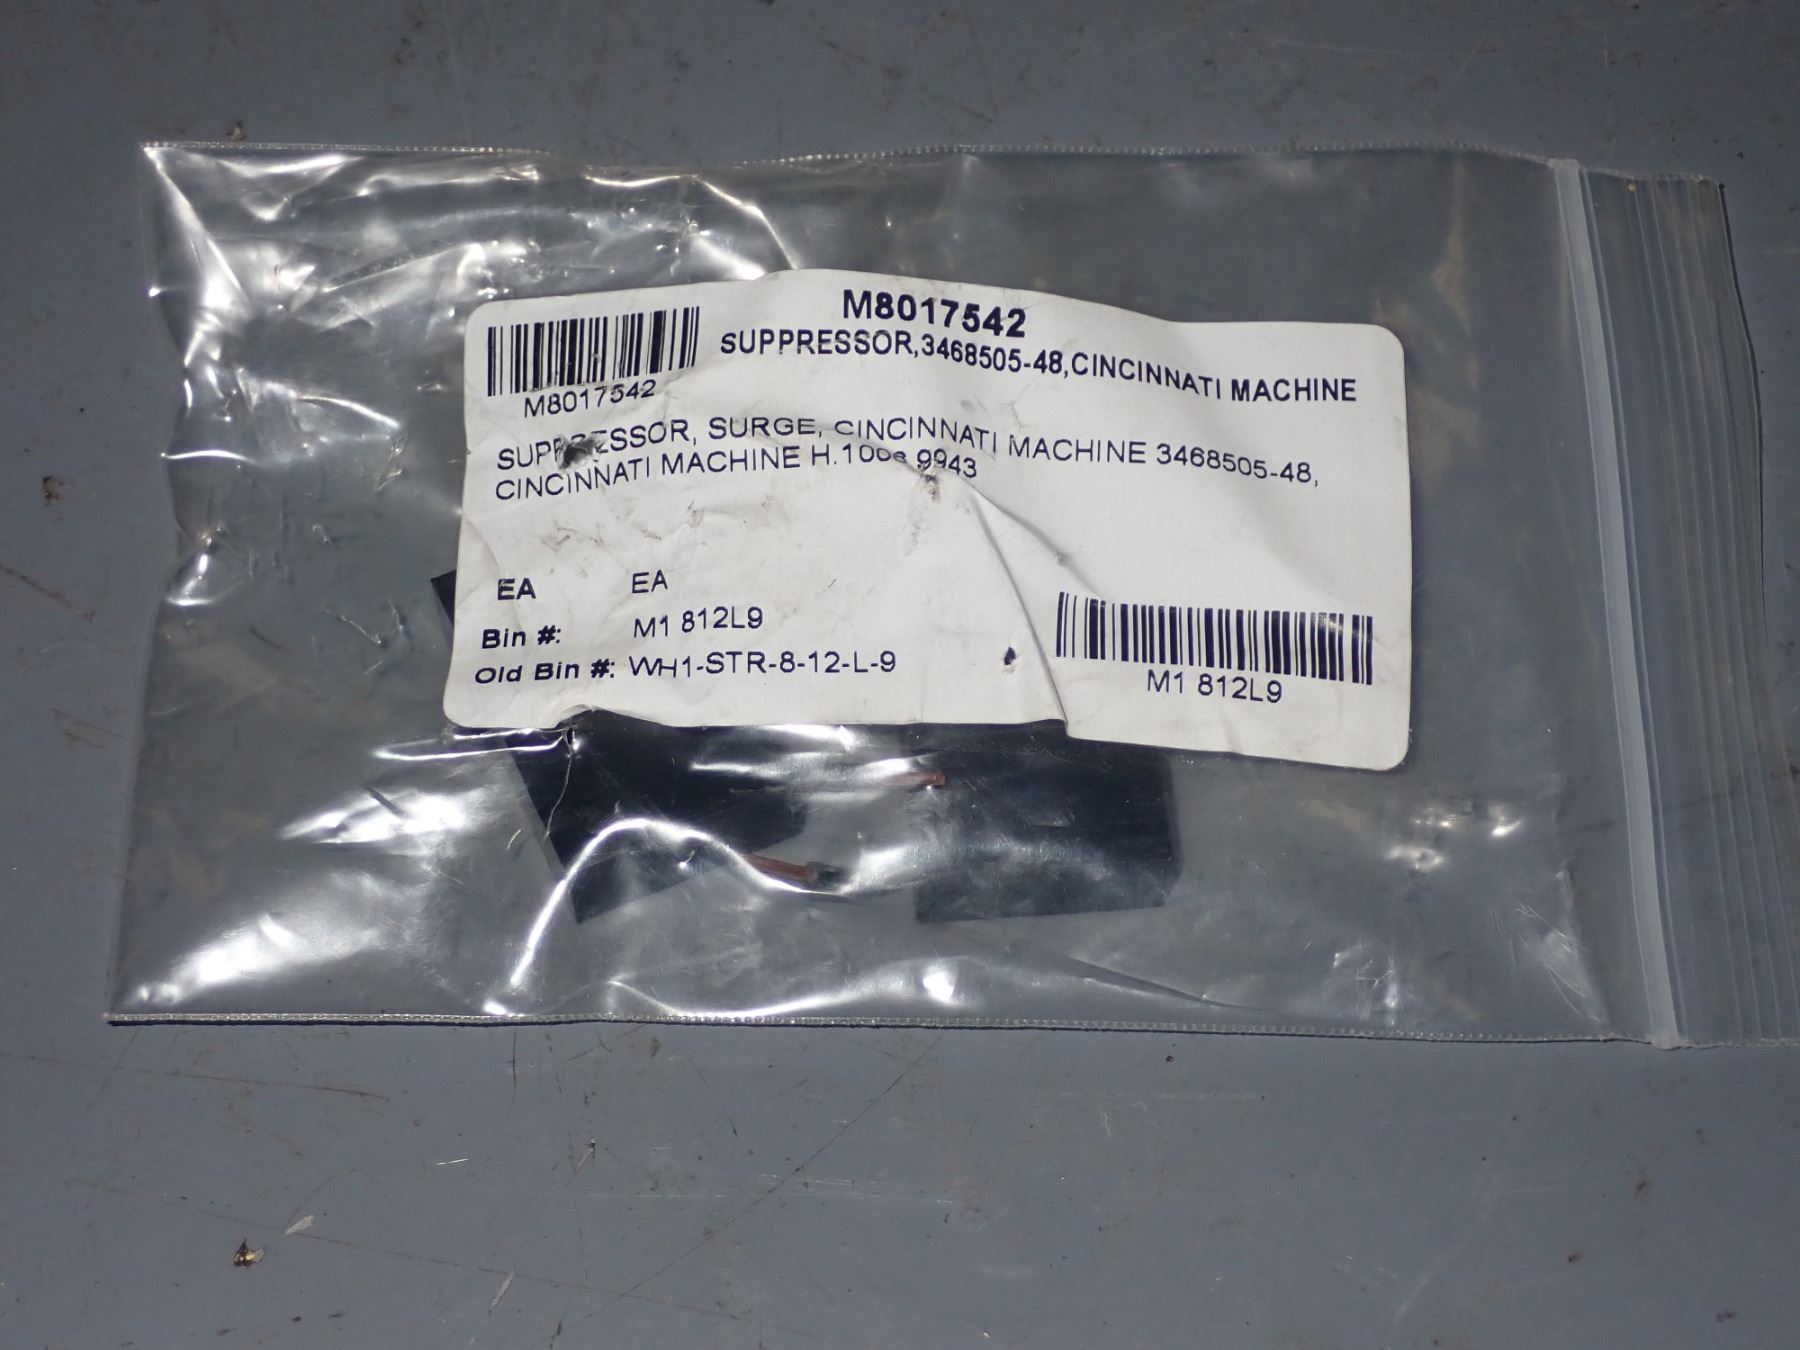 M8017542
SUPPRESSOR,3468505-48,CINCINNATI MACHINE
M8017542
SUPPRESSOR, SURGE, CINCINNATI MACHINE 3468505-48,
CINCINNATI MACHINE 9943
EA EA
Bin #: M1 812L9
Old Bin #: WH1-STR-8-12-L-9
M1 812L9